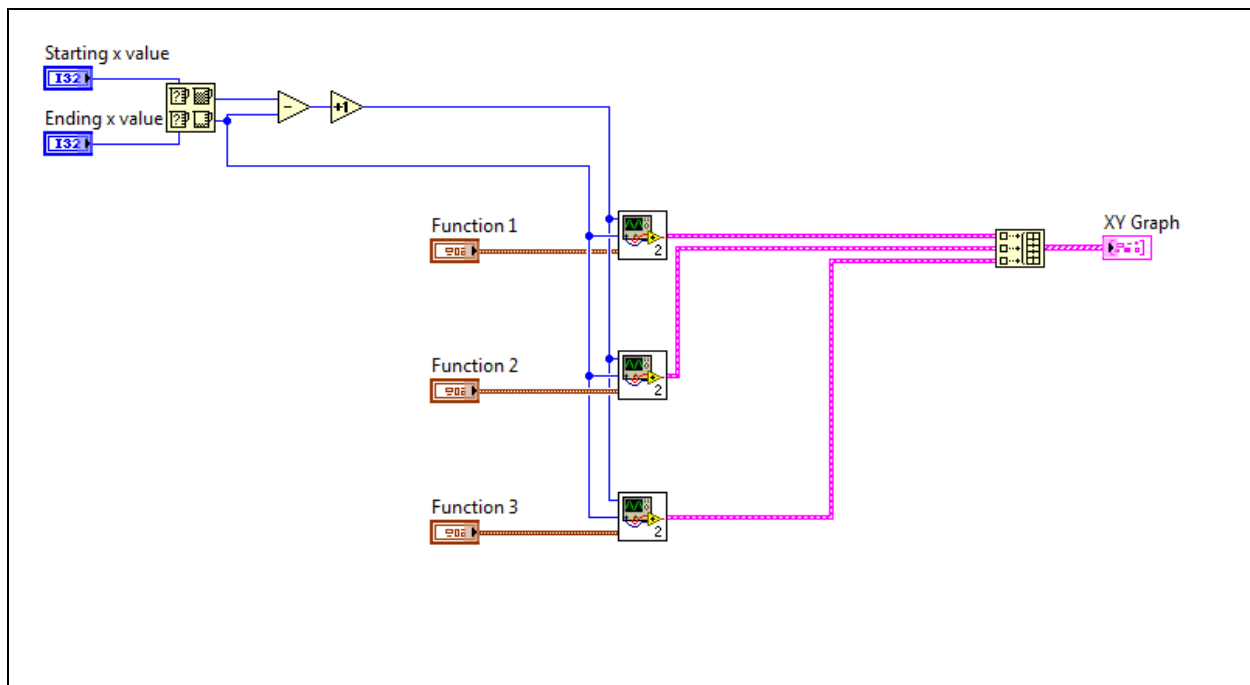 Starting x value
I32
Ending x value
I32
-
+1
Function 1
2
XY Graph
Function 2
2
Function 3
2